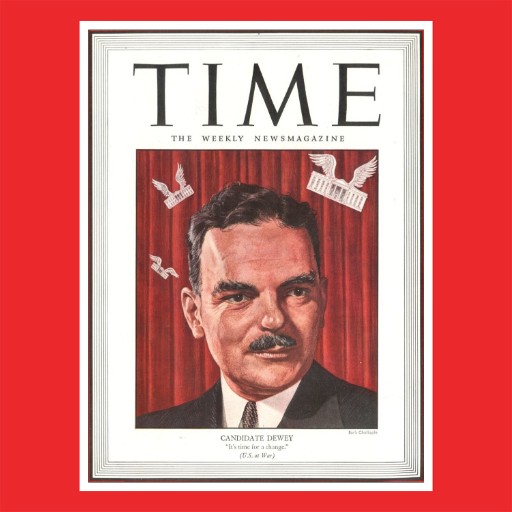 TIME
THE WEEKLY NEWSMAGAZINE
CANDIDATE DEWEY
"It's time for a change."
(U.S. at War)